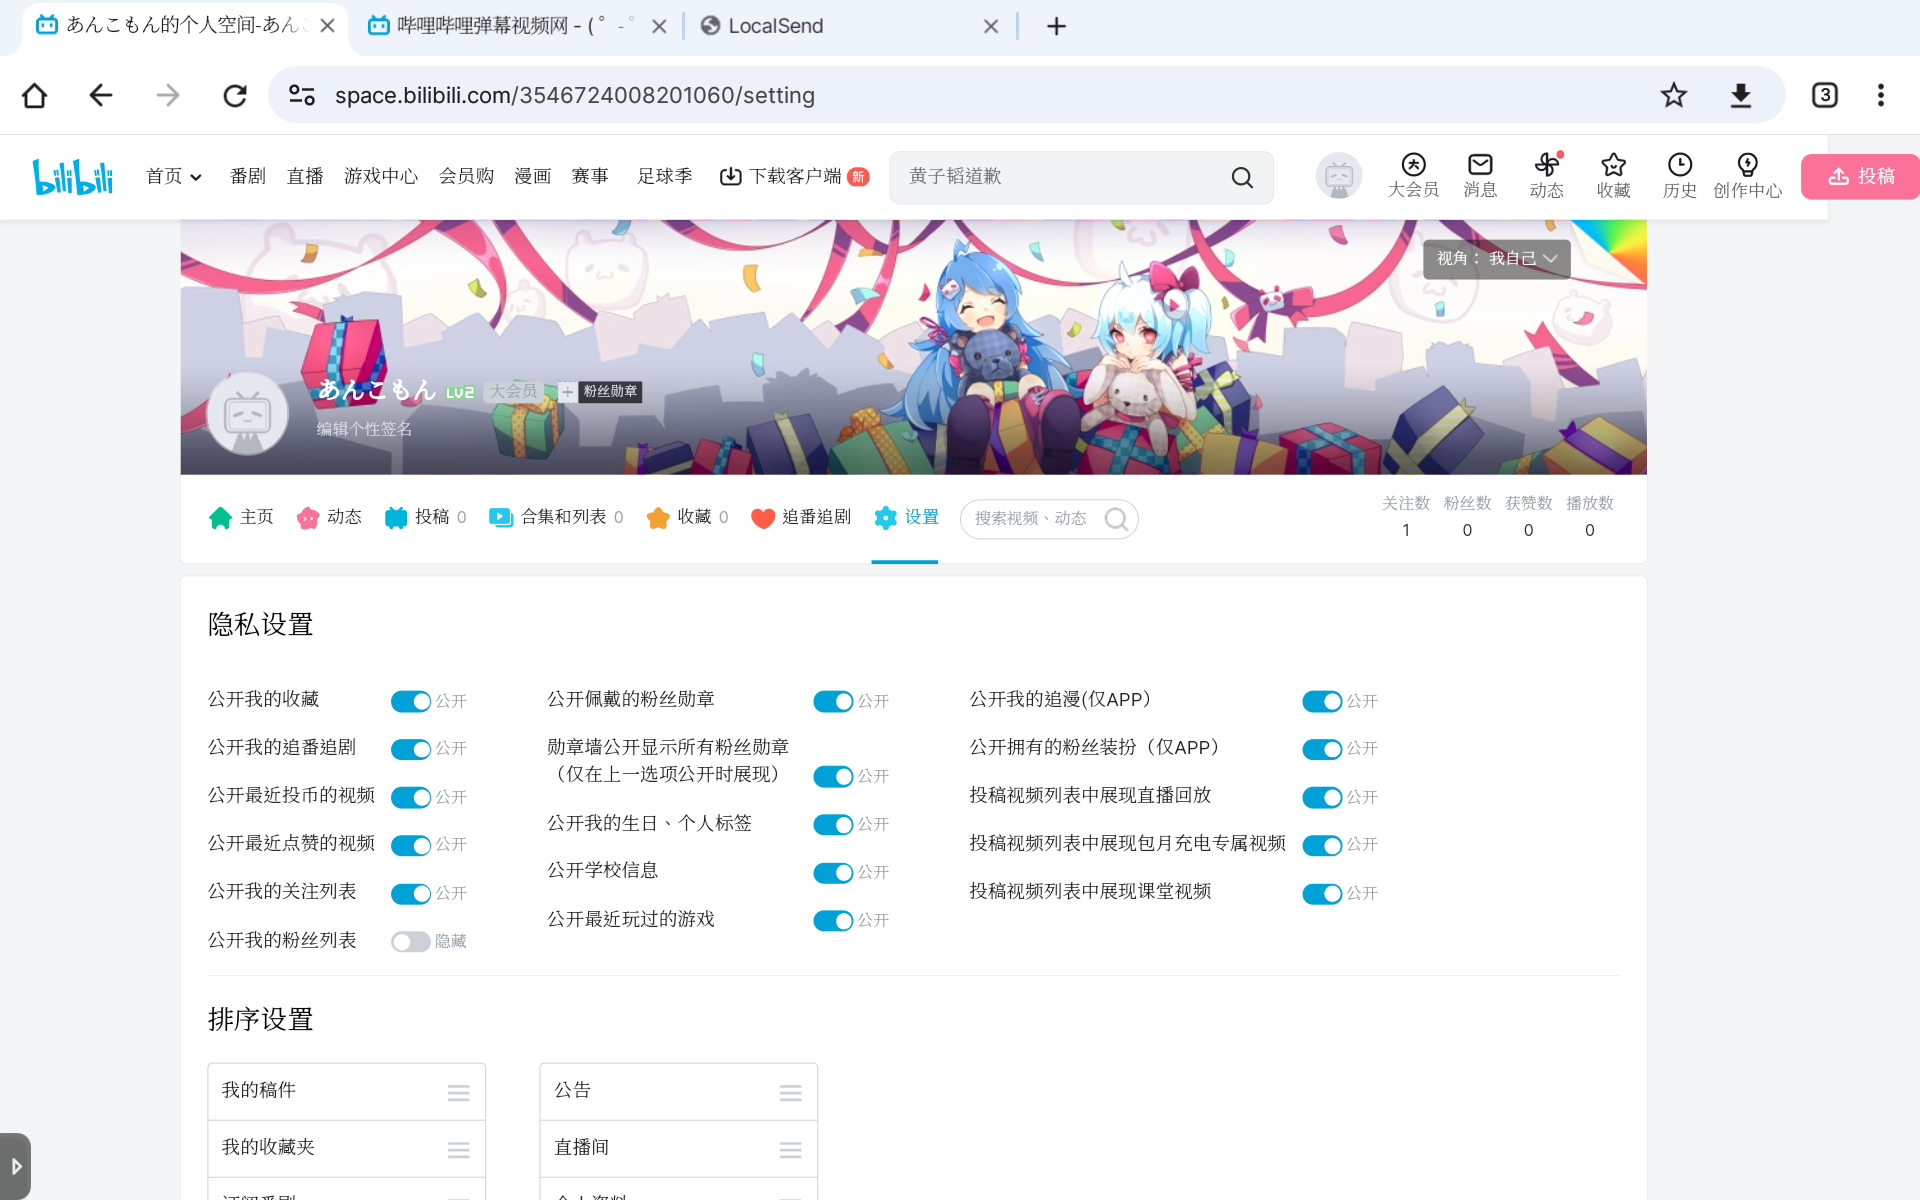 あんこもん的个人空间-あんこ
哔哩哔哩弹幕视频网 - ( ゜- ゜
LocalSend
space.bilibili.com/3546724008201060/setting
3
bilibili
首页
番剧
直播
游戏中心
会员购
漫画
赛事
足球季
下载客户端
新
黄子韬道歉
大会员
消息
动态
收藏
历史
创作中心
投稿
视角： 我自己
あんこもん
LV2
大会员
粉丝勋章
编辑个性签名
主页
动态
投稿 0
合集和列表 0
收藏 0
追番追剧
设置
搜索视频、动态
关注数 粉丝数 获赞数 播放数
1 0 0 0
隐私设置
公开我的收藏 公开
公开我的追番追剧 公开
公开最近投币的视频 公开
公开最近点赞的视频 公开
公开我的关注列表 公开
公开我的粉丝列表 隐藏
公开佩戴的粉丝勋章 公开
勋章墙公开显示所有粉丝勋章
（仅在上一选项公开时展现） 公开
公开我的生日、个人标签 公开
公开学校信息 公开
公开最近玩过的游戏 公开
公开我的追漫(仅APP） 公开
公开拥有的粉丝装扮（仅APP） 公开
投稿视频列表中展现直播回放 公开
投稿视频列表中展现包月充电专属视频 公开
投稿视频列表中展现课堂视频 公开
排序设置
我的稿件
我的收藏夹
公告
直播间